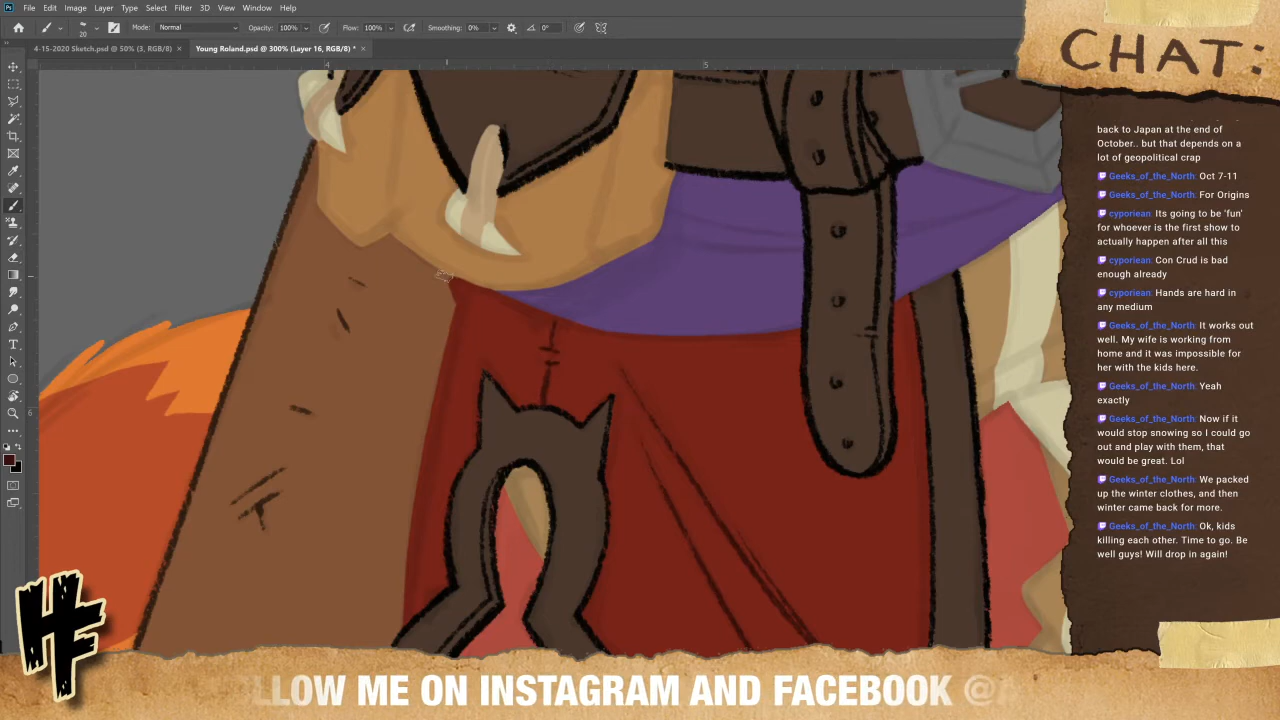 File Edit Image Layer Type Select Filter 3D View Window Help
20 Mode: Normal Opacity: 100% Flow: 100% Smoothing: 0% 0°
4-15-2020 Sketch.psd @ 50% (3, RGB/8) × Young Roland.psd @ 300% (Layer 16, RGB/8) * ×
4 5
6
CHAT:
back to Japan at the end of
October.. but that depends on a
lot of geopolitical crap
Geeks_of_the_North: Oct 7-11
Geeks_of_the_North: For Origins
cyporiean: Its going to be 'fun'
for whoever is the first show to
actually happen after all this
cyporiean: Con Crud is bad
enough already
cyporiean: Hands are hard in
any medium
Geeks_of_the_North: It works out
well. My wife is working from
home and it was impossible for
her with the kids here.
Geeks_of_the_North: Yeah
exactly
Geeks_of_the_North: Now if it
would stop snowing so I could go
out and play with them, that
would be great. Lol
Geeks_of_the_North: We packed
up the winter clothes, and then
winter came back for more.
Geeks_of_the_North: Ok, kids
killing each other. Time to go. Be
well guys! Will drop in again!
HF
LLOW ME ON INSTAGRAM AND FACEBOOK @